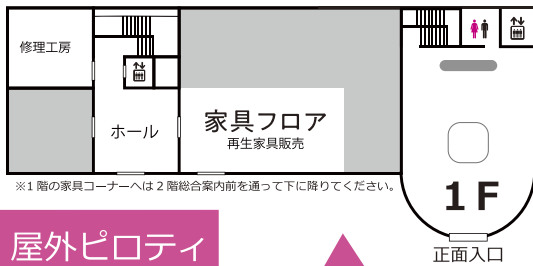 修理工房
ホール
家具フロア
再生家具販売
※1階の家具コーナーへは2階総合案内前を通って下に降りてください。
1F
屋外ピロティ
正面入口